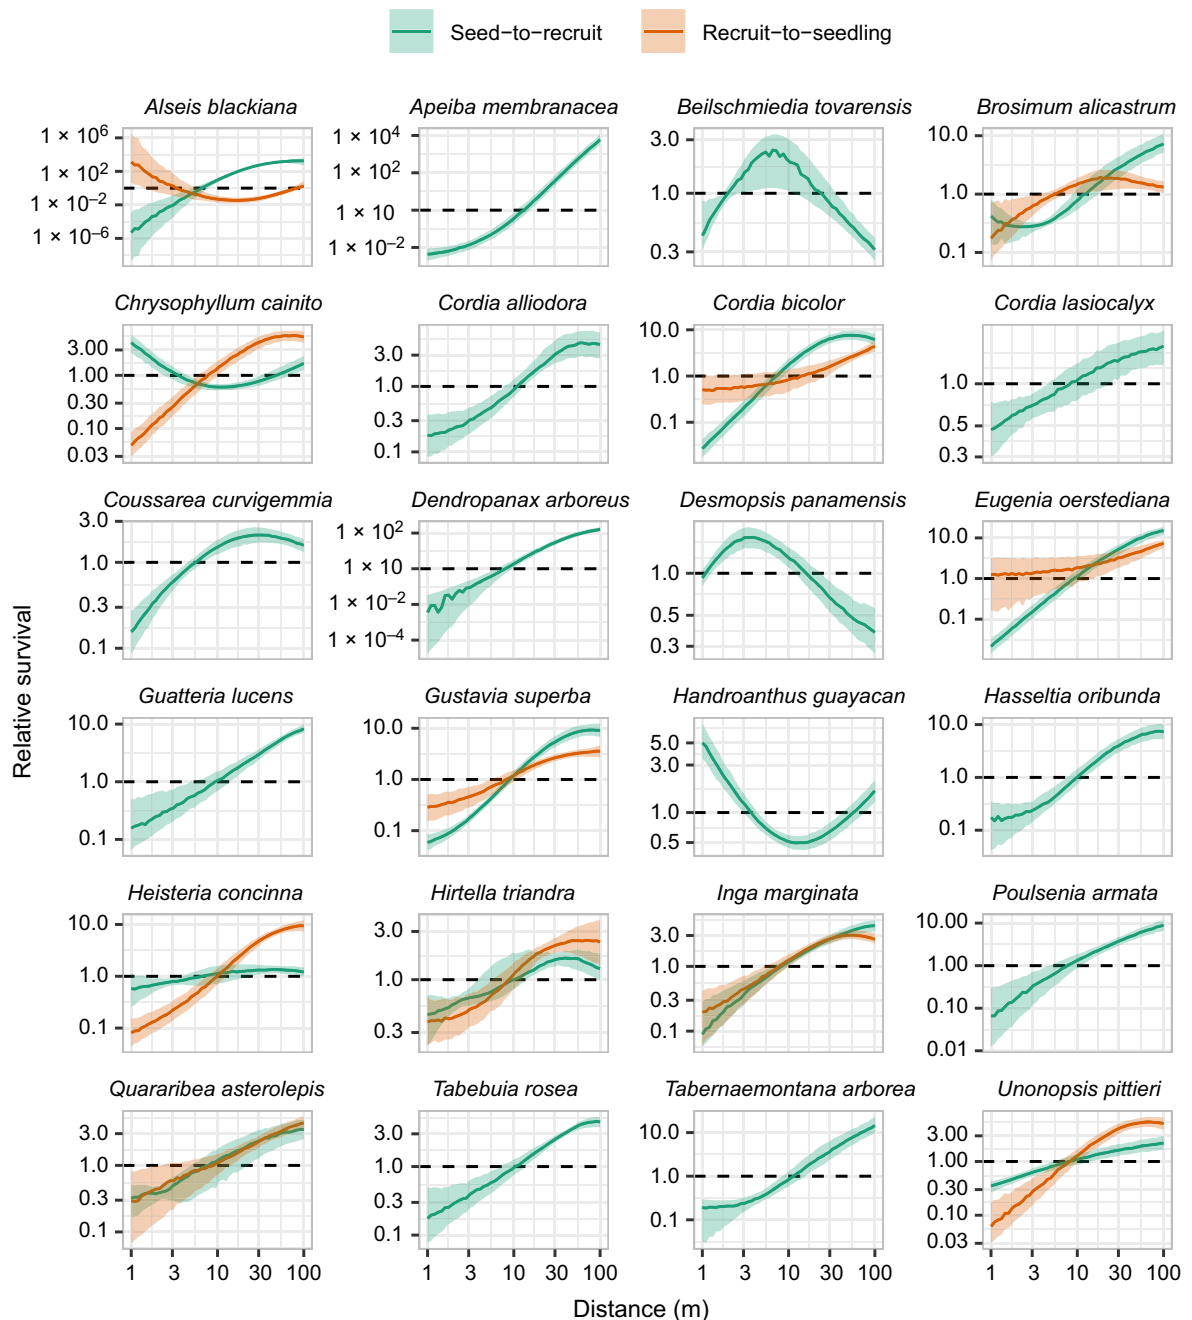 Seed−to−recruit Recruit−to−seedling
Alseis blackiana Apeiba membranacea Beilschmiedia tovarensis Brosimum alicastrum
1 × 10⁶ 1 × 10² 1 × 10⁻² 1 × 10⁻⁶
1 × 10⁴ 1 × 10² 1 × 10 1 × 10⁻²
3.0 1.0 0.3
10.0 1.0 0.1
Chrysophyllum cainito Cordia alliodora Cordia bicolor Cordia lasiocalyx
3.00 1.00 0.30 0.10 0.03
3.0 1.0 0.3 0.1
10.0 1.0 0.1
1.0 0.5 0.3
Coussarea curvigemmia Dendropanax arboreus Desmopsis panamensis Eugenia oerstediana
3.0 1.0 0.3 0.1
1 × 10² 1 × 10 1 × 10⁻² 1 × 10⁻⁴
1.0 0.5 0.3
10.0 1.0 0.1
Relative survival
Guatteria lucens Gustavia superba Handroanthus guayacan Hasseltia oribunda
10.0 1.0 0.1
10.0 1.0 0.1
5.0 3.0 1.0 0.5
10.0 1.0 0.1
Heisteria concinna Hirtella triandra Inga marginata Poulsenia armata
10.0 1.0 0.1
3.0 1.0 0.3
3.0 1.0 0.3 0.1
10.00 1.00 0.10 0.01
Quararibea asterolepis Tabebuia rosea Tabernaemontana arborea Unonopsis pittieri
3.0 1.0 0.3 0.1
3.0 1.0 0.3 0.1
10.0 1.0 0.1
3.00 1.00 0.30 0.10 0.03
1 3 10 30 100 1 3 10 30 100 1 3 10 30 100 1 3 10 30 100
Distance (m)